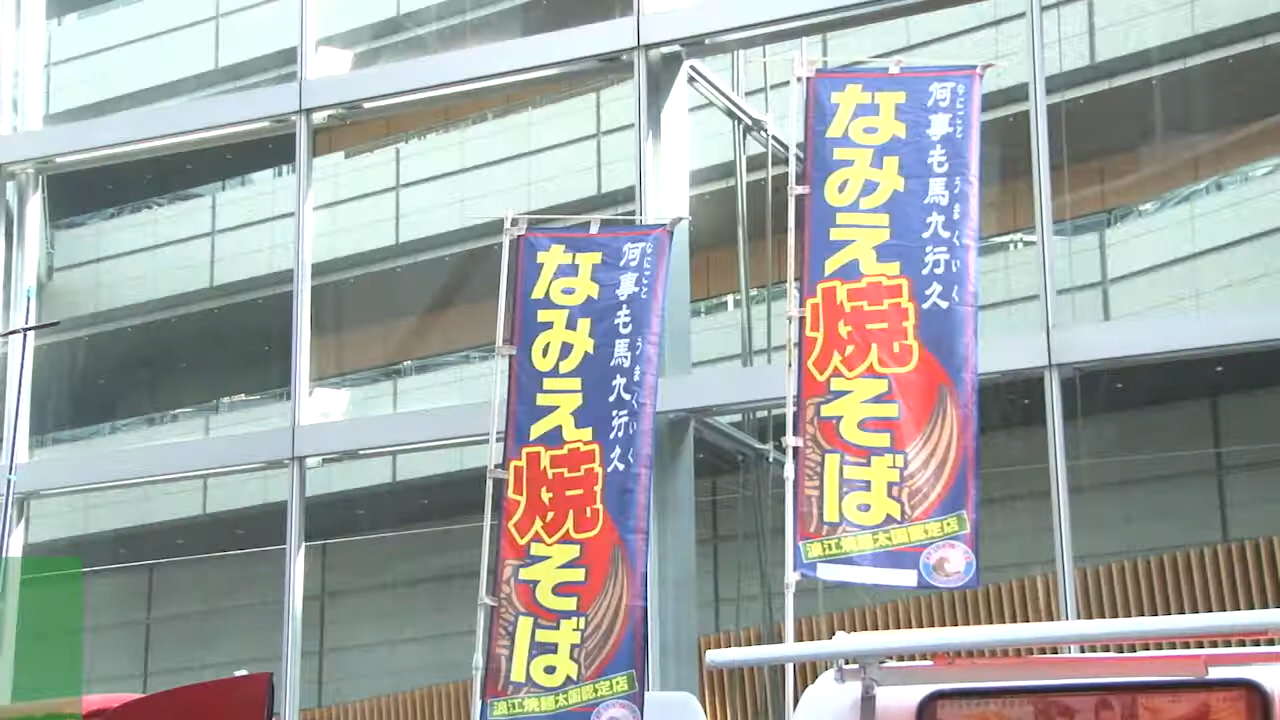 何事も馬九行久
なにごと うまくいく
なみえ焼そば
浪江焼麺太国認定店
何事も馬九行久
なにごと うまくいく
なみえ焼そば
浪江焼麺太国認定店